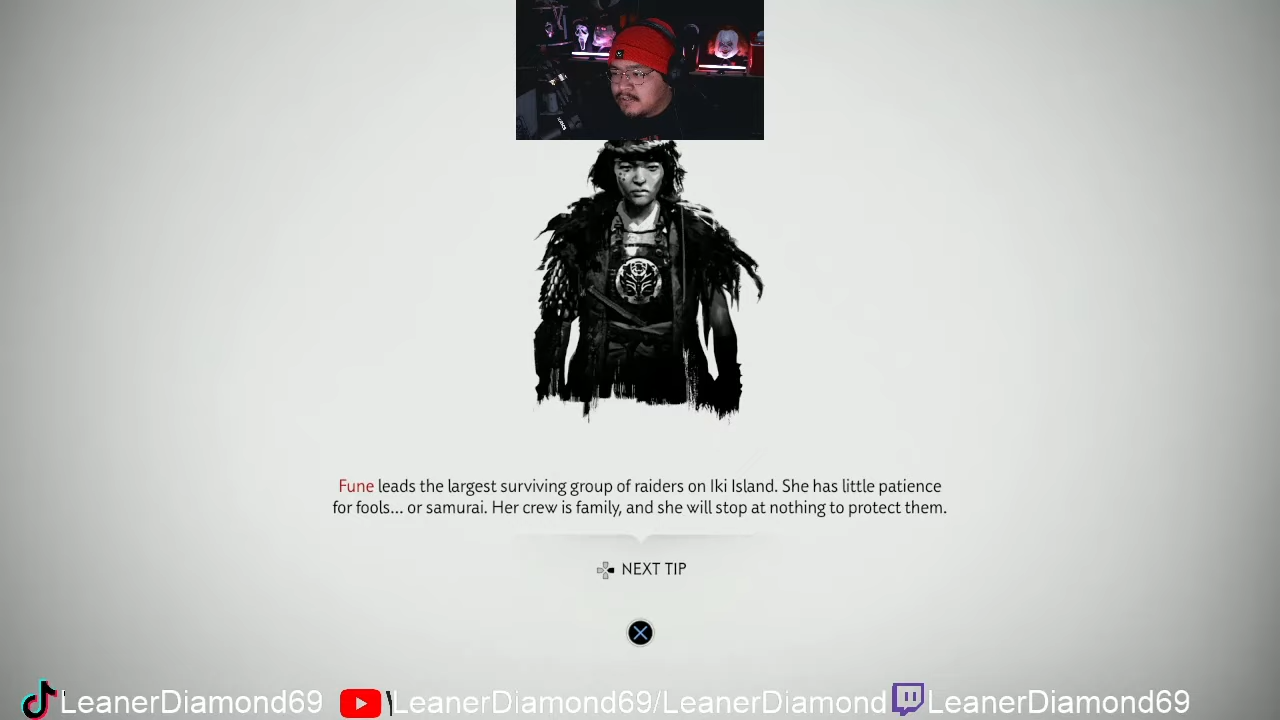 Fune leads the largest surviving group of raiders on Iki Island. She has little patience
for fools... or samurai. Her crew is family, and she will stop at nothing to protect them.
NEXT TIP
LeanerDiamond69 \LeanerDiamond69/LeanerDiamond LeanerDiamond69